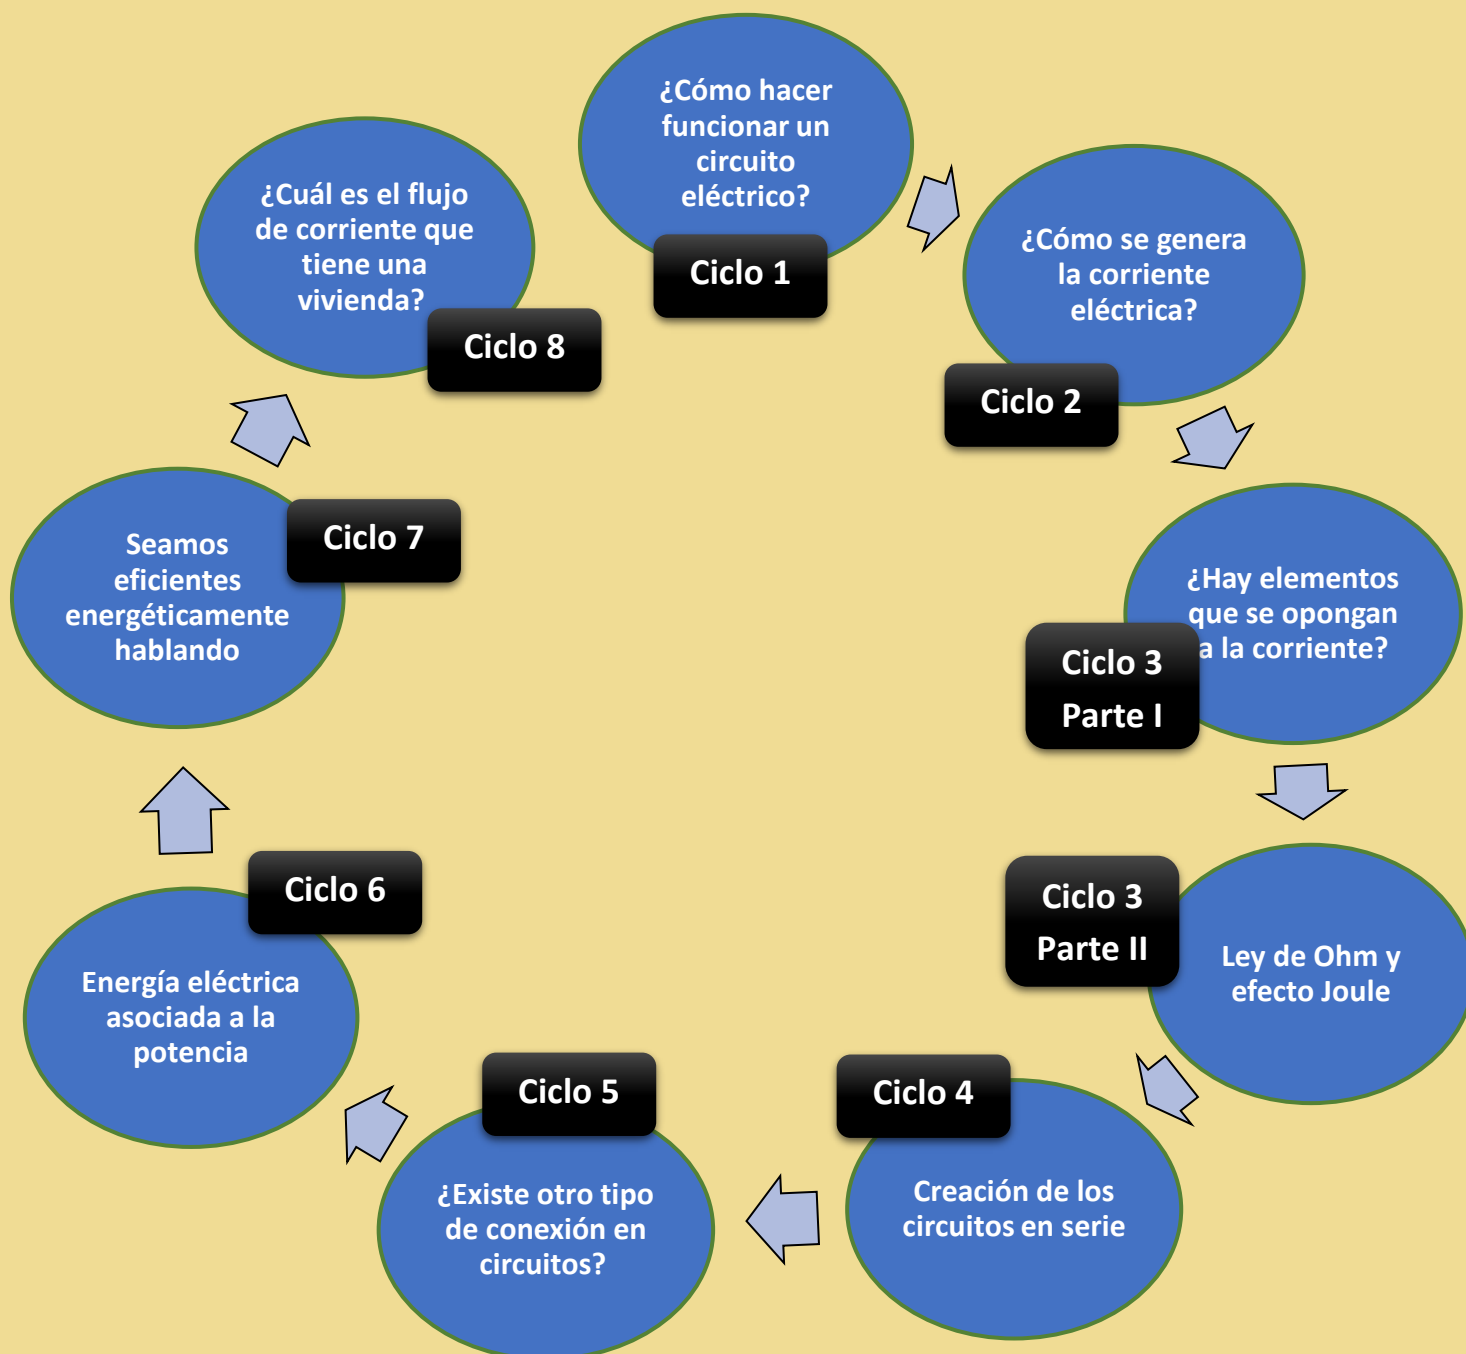 ¿Cómo hacer
funcionar un
circuito
eléctrico?
Ciclo 1
¿Cómo se genera
la corriente
eléctrica?
Ciclo 2
¿Hay elementos
que se opongan
a la corriente?
Ciclo 3
Parte I
Ley de Ohm y
efecto Joule
Ciclo 3
Parte II
Creación de los
circuitos en serie
Ciclo 4
¿Existe otro tipo
de conexión en
circuitos?
Ciclo 5
Energía eléctrica
asociada a la
potencia
Ciclo 6
Seamos
eficientes
energéticamente
hablando
Ciclo 7
¿Cuál es el flujo
de corriente que
tiene una
vivienda?
Ciclo 8